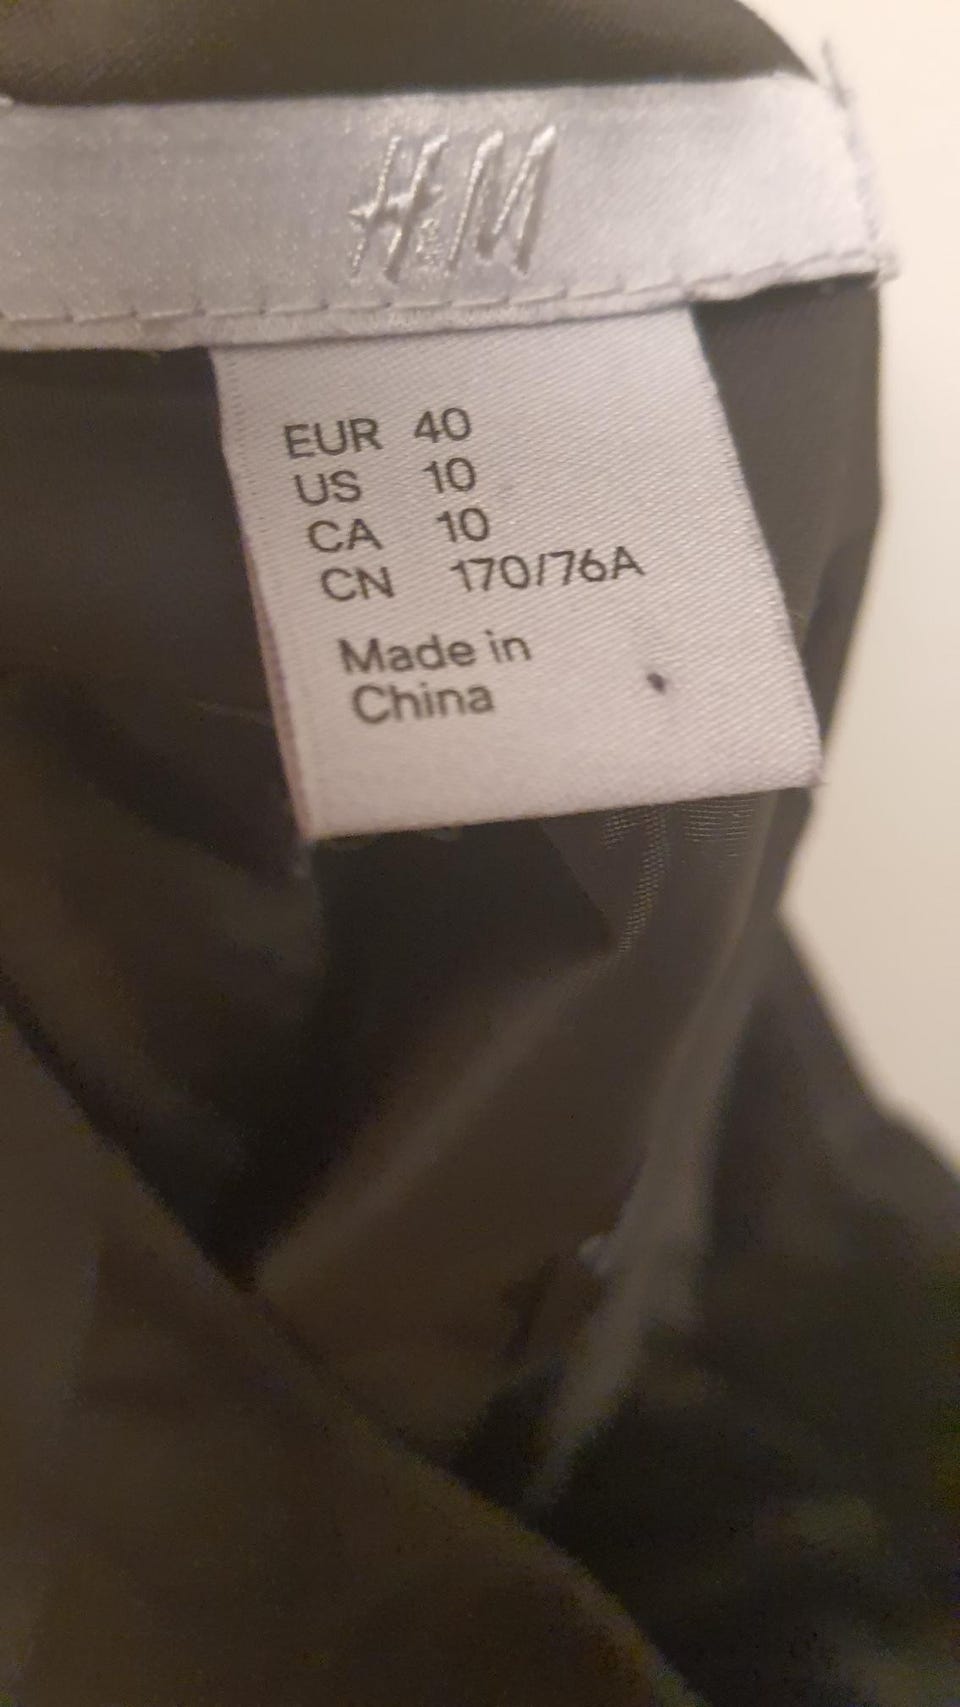 H&M
EUR 40
US 10
CA 10
CN 170/76A
Made in
China